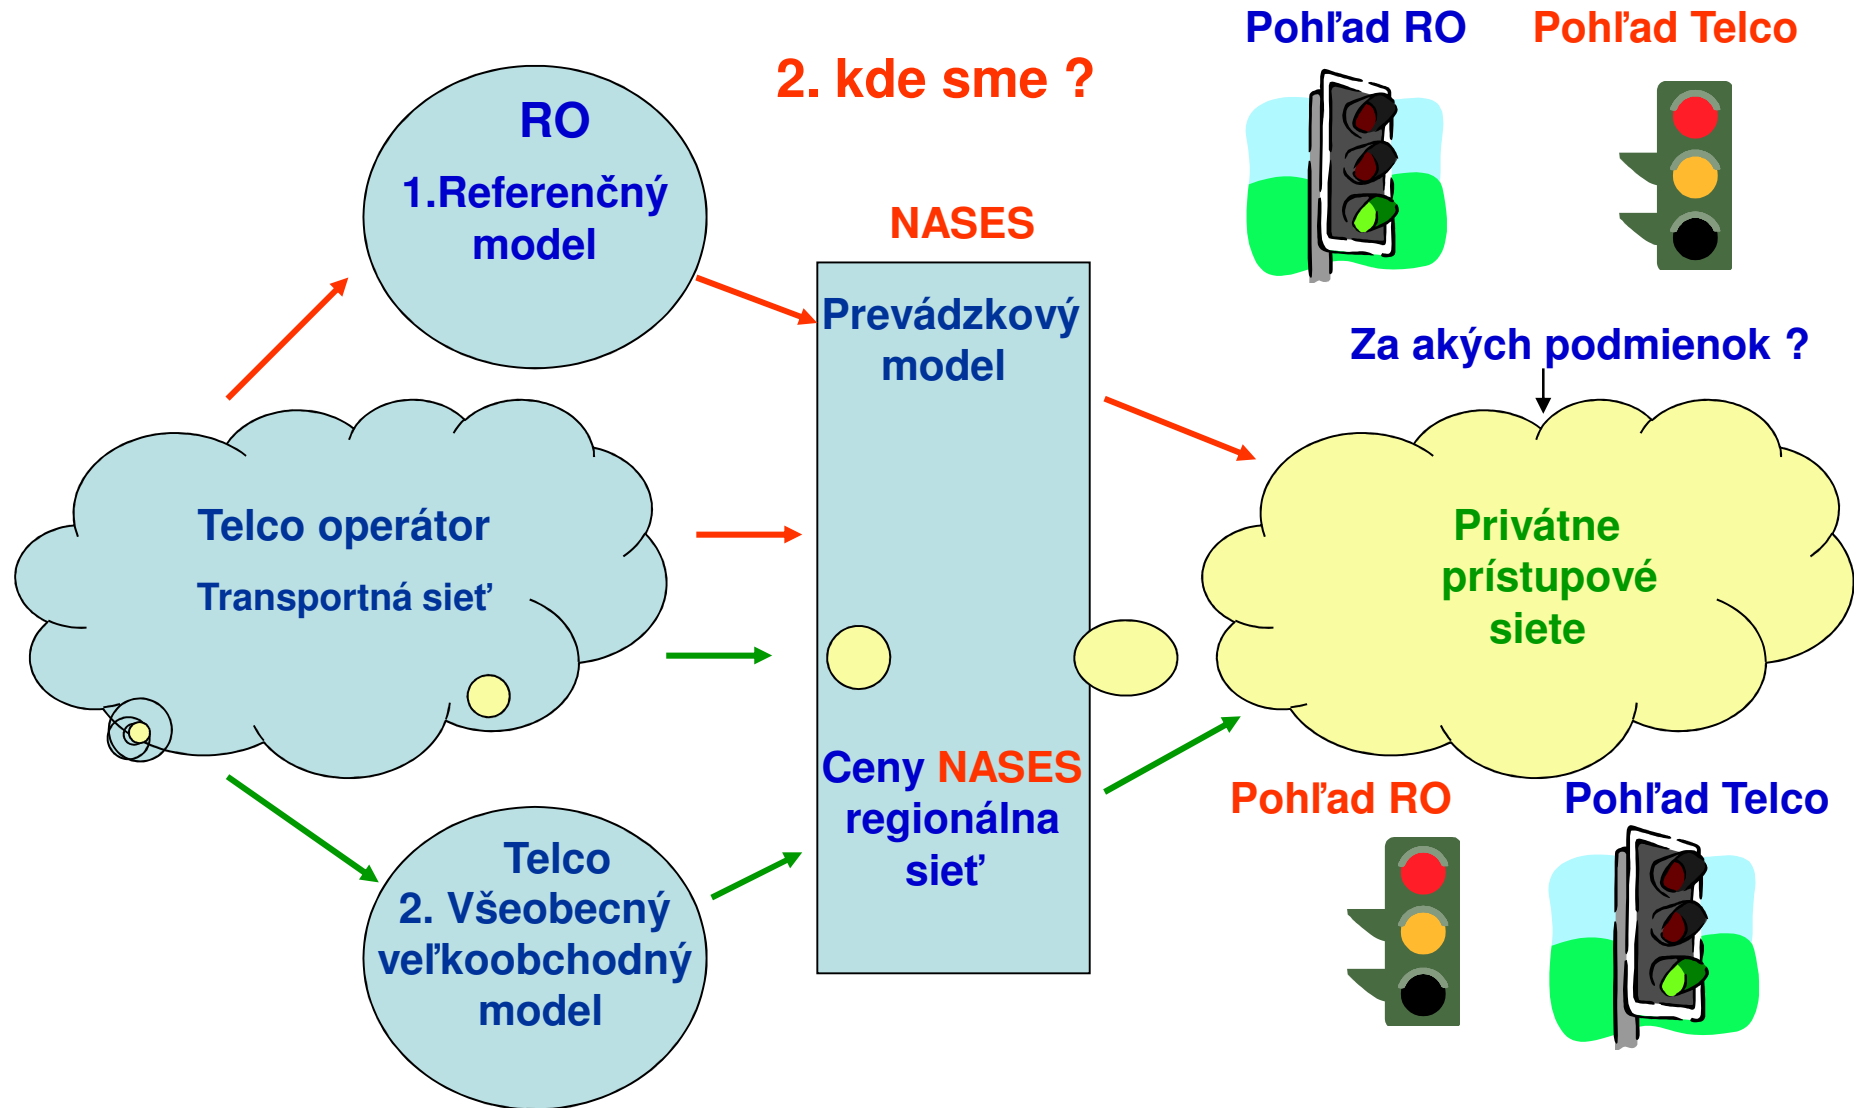 2. kde sme ?
Pohľad RO
Pohľad Telco
RO
1.Referenčný
model
NASES
Prevádzkový
model
Za akých podmienok ?
Telco operátor
Transportná sieť
Privátne
prístupové
siete
Ceny NASES
regionálna
sieť
Pohľad RO
Pohľad Telco
Telco
2. Všeobecný
veľkoobchodný
model